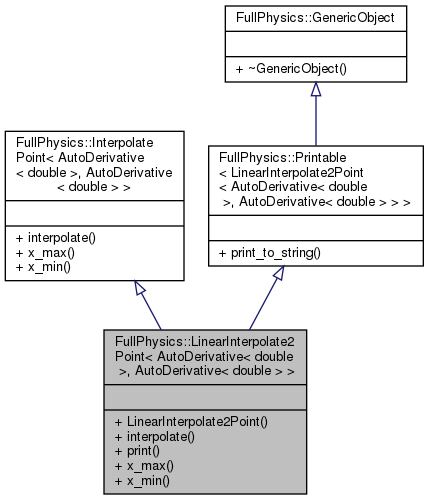 FullPhysics::GenericObject
+ ~GenericObject()
FullPhysics::Interpolate
Point< AutoDerivative
< double >, AutoDerivative
< double > >
+ interpolate()
+ x_max()
+ x_min()
FullPhysics::Printable
< LinearInterpolate2Point
< AutoDerivative< double
>, AutoDerivative< double > > >
+ print_to_string()
FullPhysics::LinearInterpolate2
Point< AutoDerivative< double
>, AutoDerivative< double > >
+ LinearInterpolate2Point()
+ interpolate()
+ print()
+ x_max()
+ x_min()